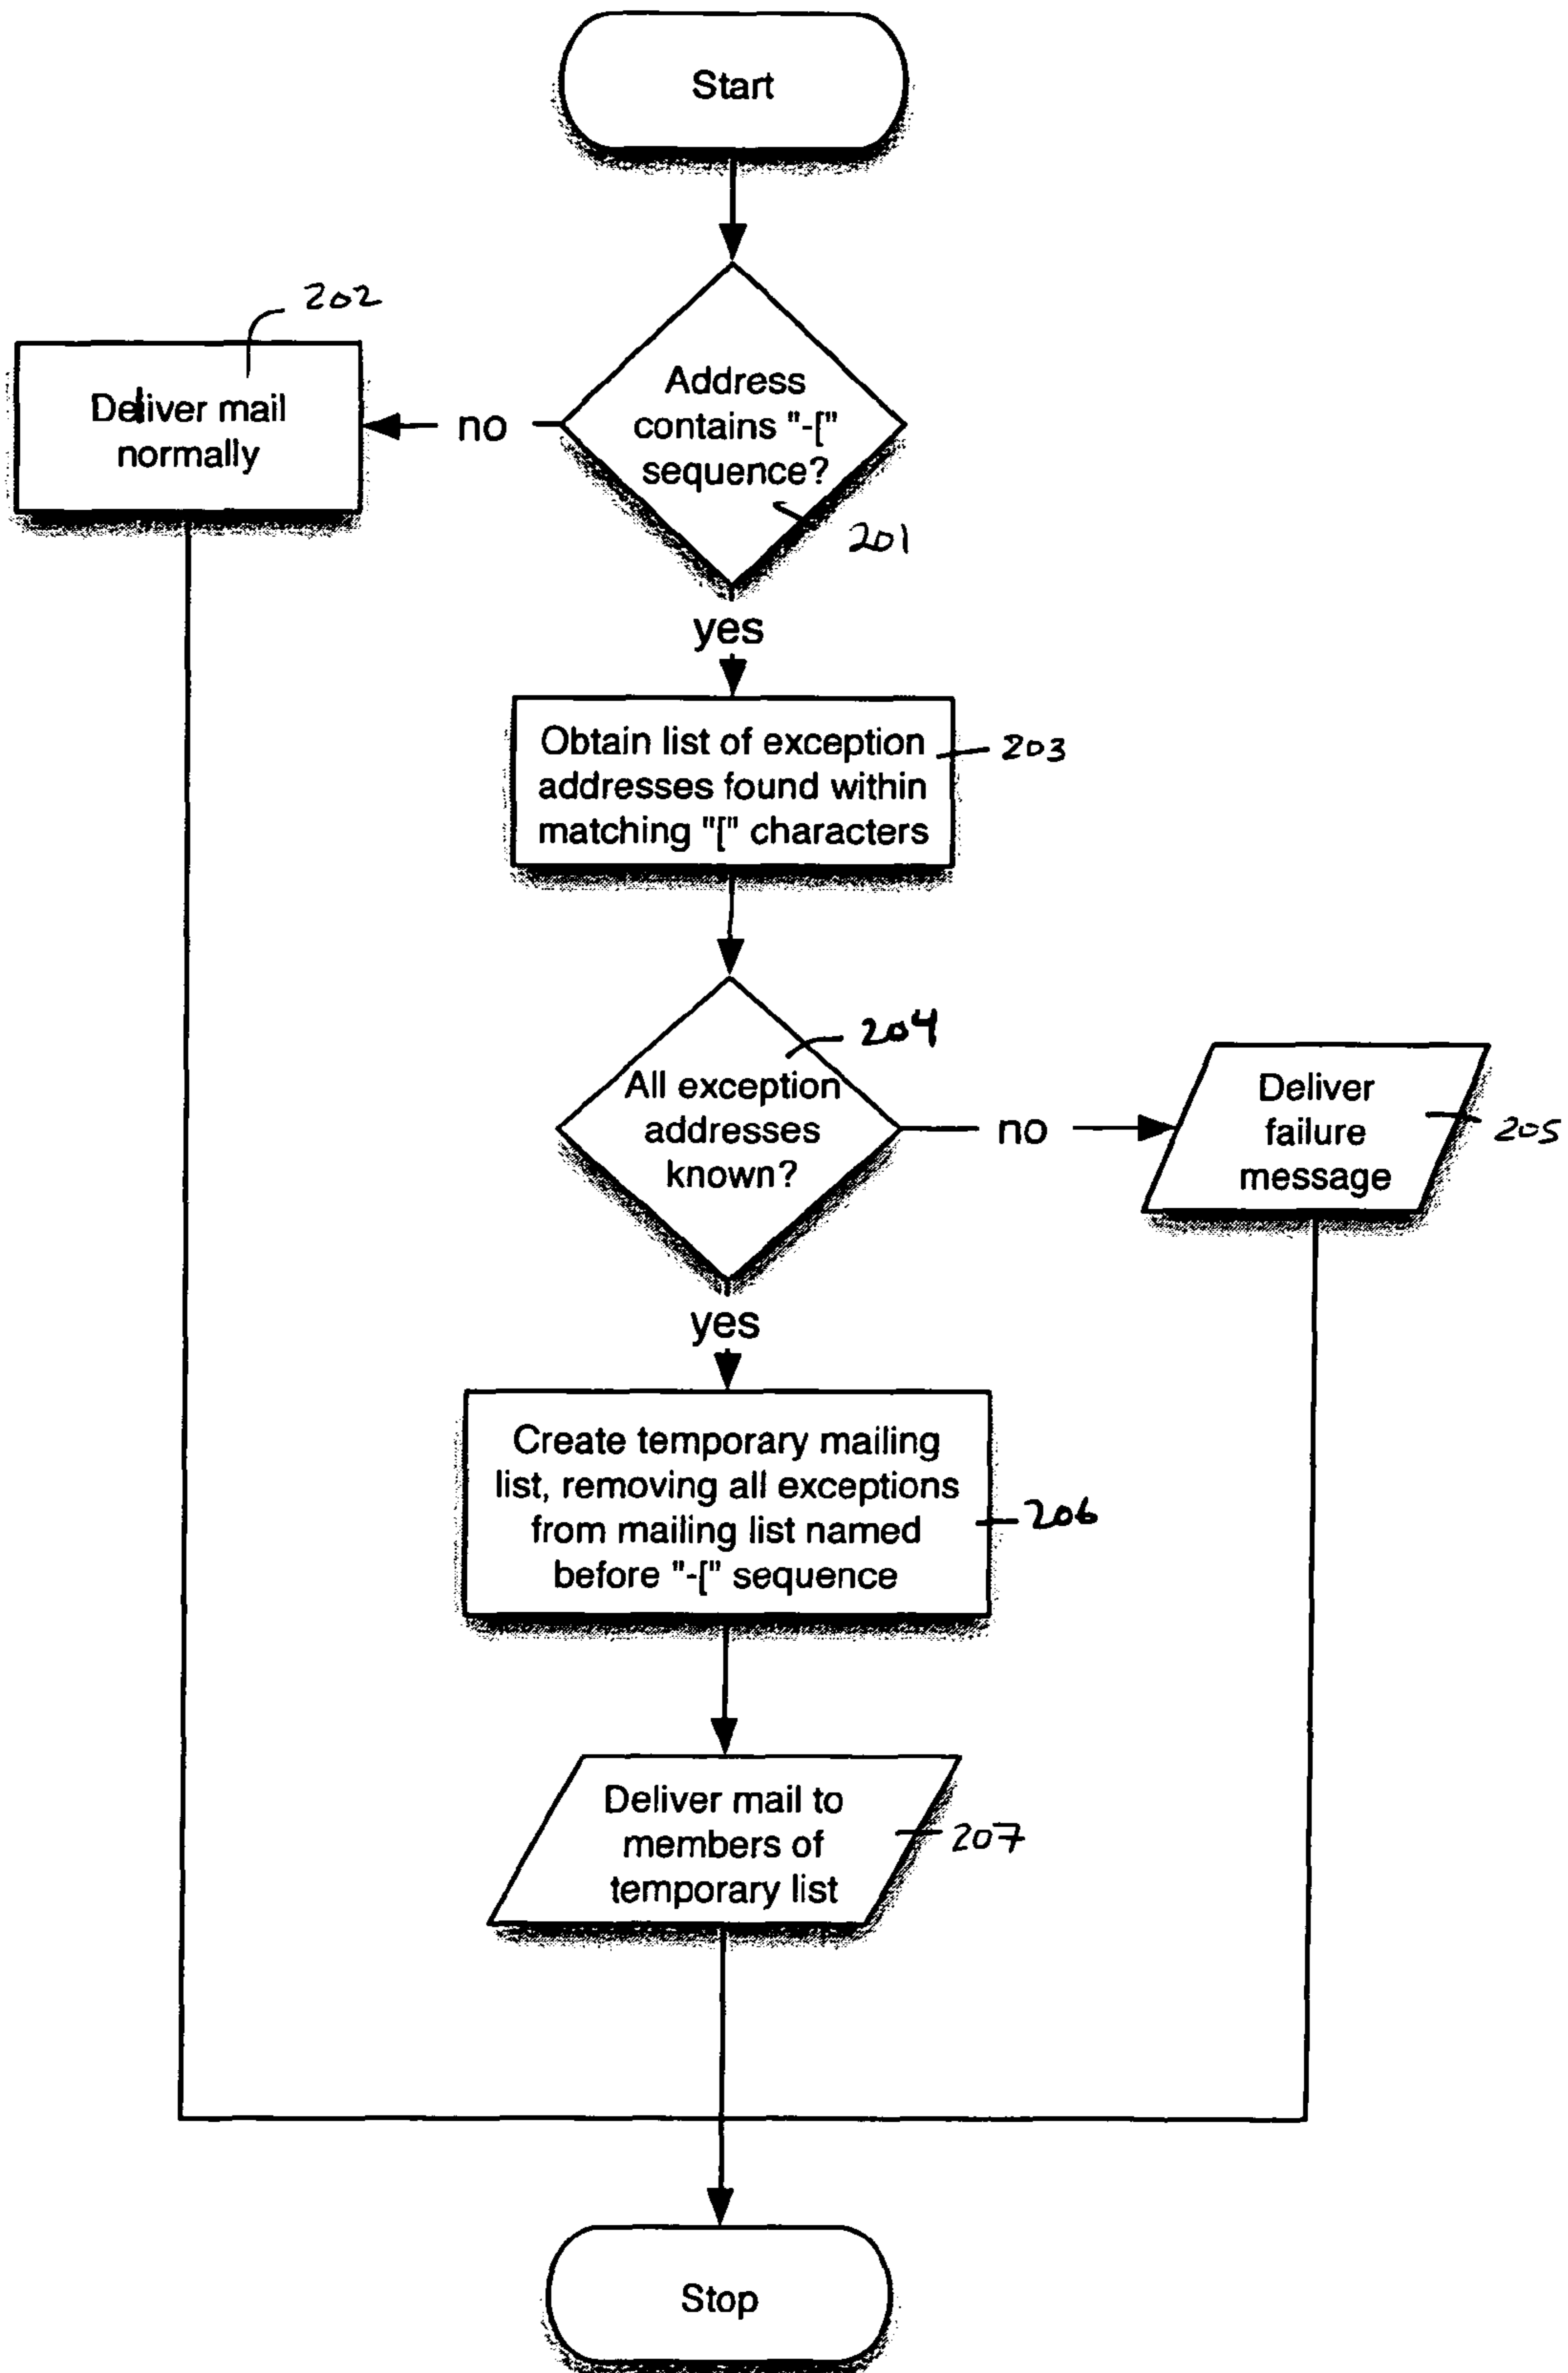 Start
202
Deliver mail
normally
no
Address
contains "-["
sequence?
201
yes
Obtain list of exception
addresses found within
matching "[" characters
203
204
All exception
addresses
known?
no
Deliver
failure
message
205
yes
Create temporary mailing
list, removing all exceptions
from mailing list named
before "-[" sequence
206
Deliver mail to
members of
temporary list
207
Stop